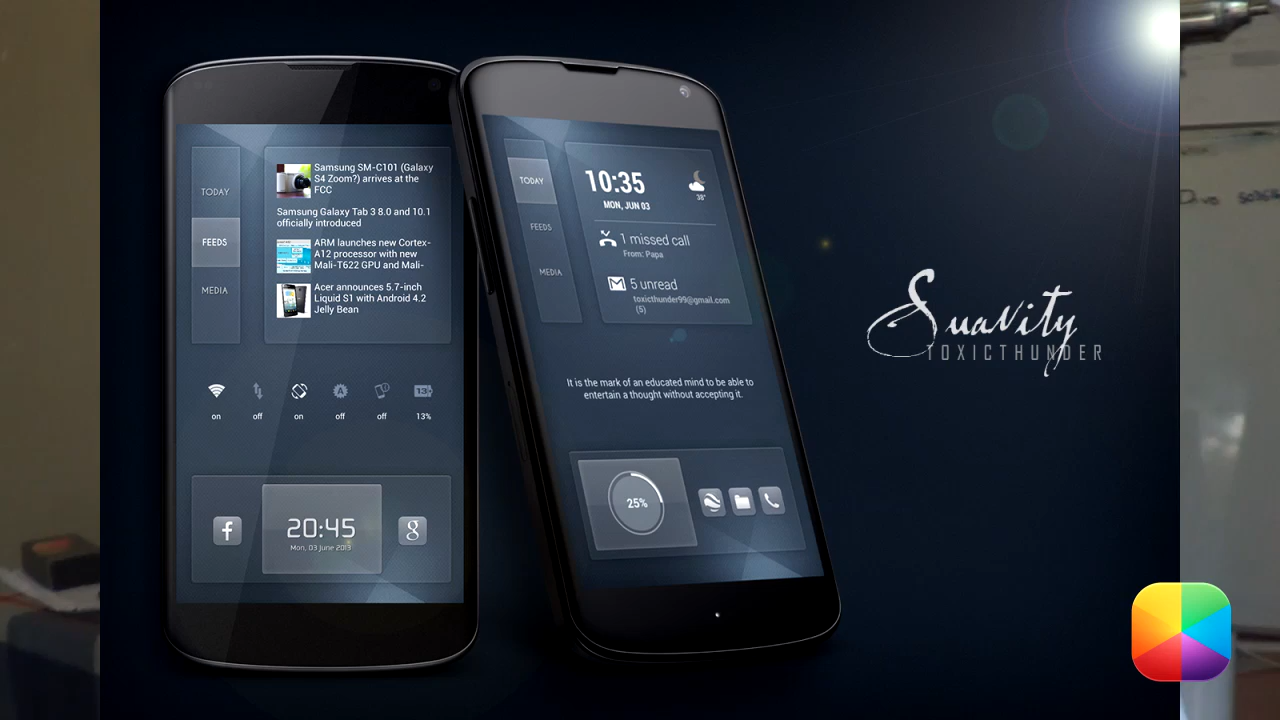 TODAY
FEEDS
MEDIA
Samsung SM-C101 (Galaxy
S4 Zoom?) arrives at the
FCC
Samsung Galaxy Tab 3 8.0 and 10.1
officially introduced
ARM launches new Cortex-
A12 processor with new
Mali-T622 GPU and Mali-
Acer announces 5.7-inch
Liquid S1 with Android 4.2
Jelly Bean
on
off
on
off
off
13%
20:45
Mon, 03 June 2013
f
g
TODAY
FEEDS
MEDIA
10:35
MON, JUN 03
38°
1 missed call
From: Papa
5 unread
toxicthunder99@gmail.com
(5)
It is the mark of an educated mind to be able to
entertain a thought without accepting it.
25%
Suavity
TOXICTHUNDER